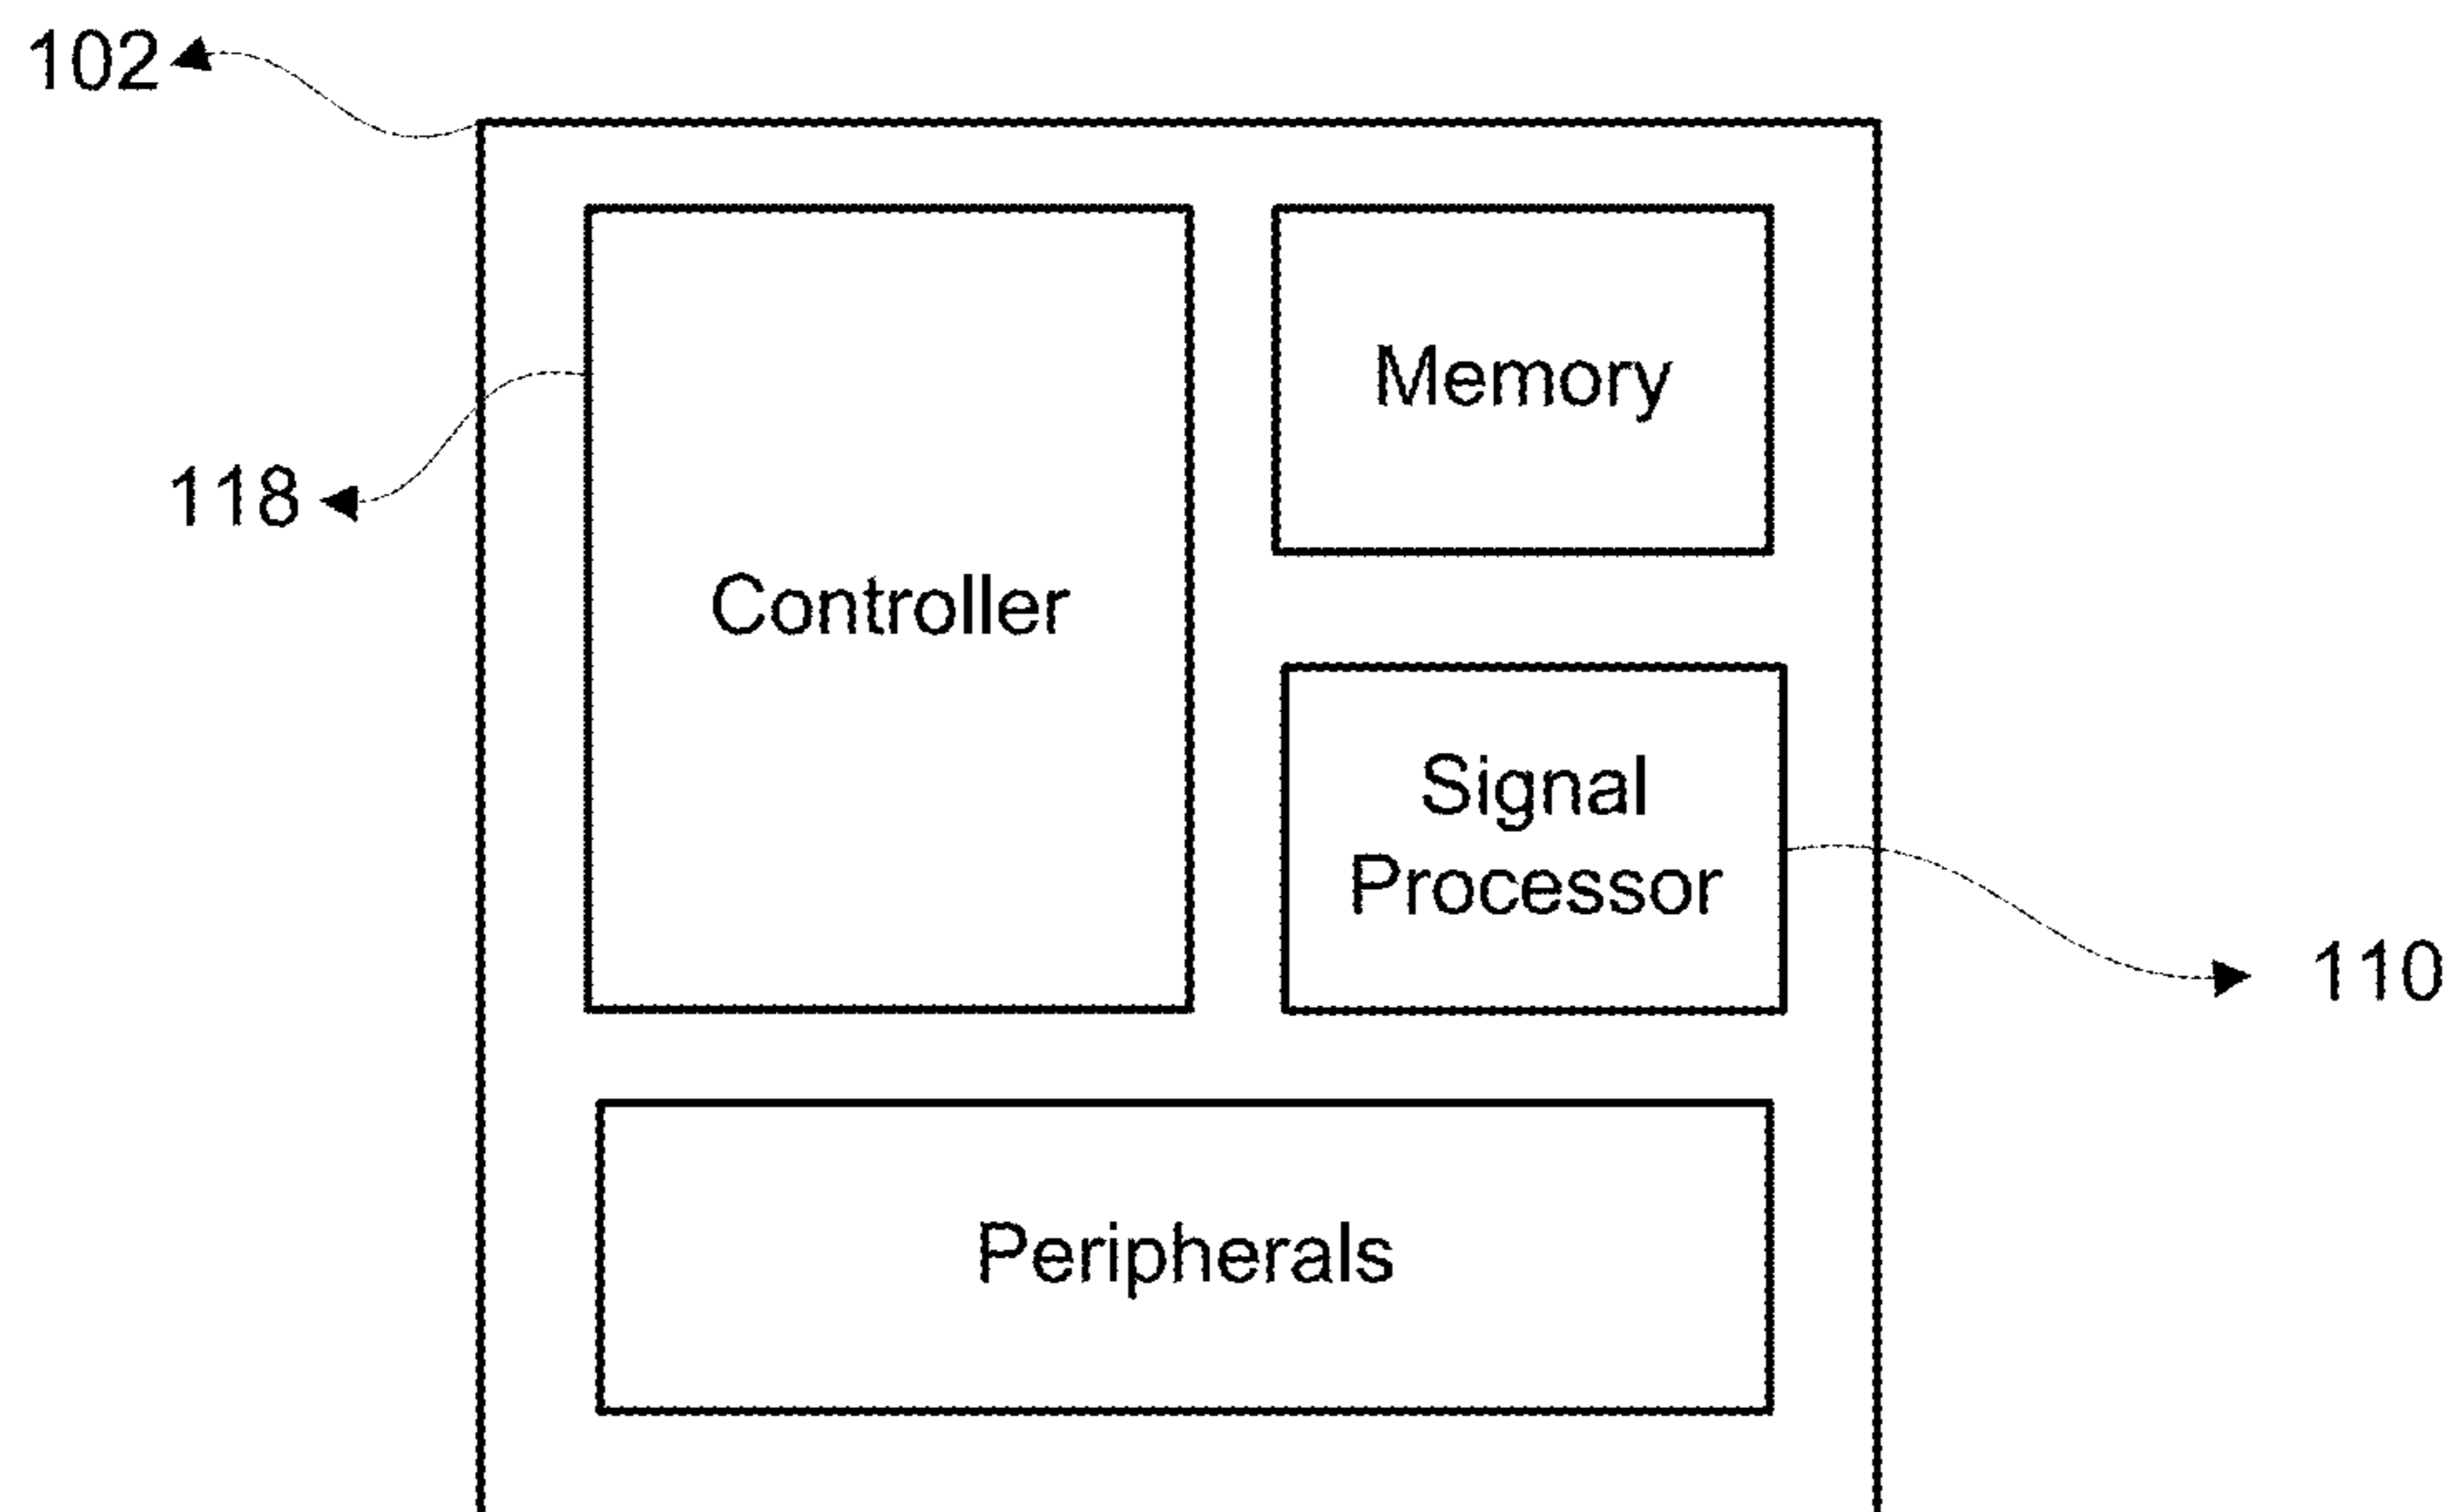 102
Memory
118
Controller
Signal
Processor
110
Peripherals